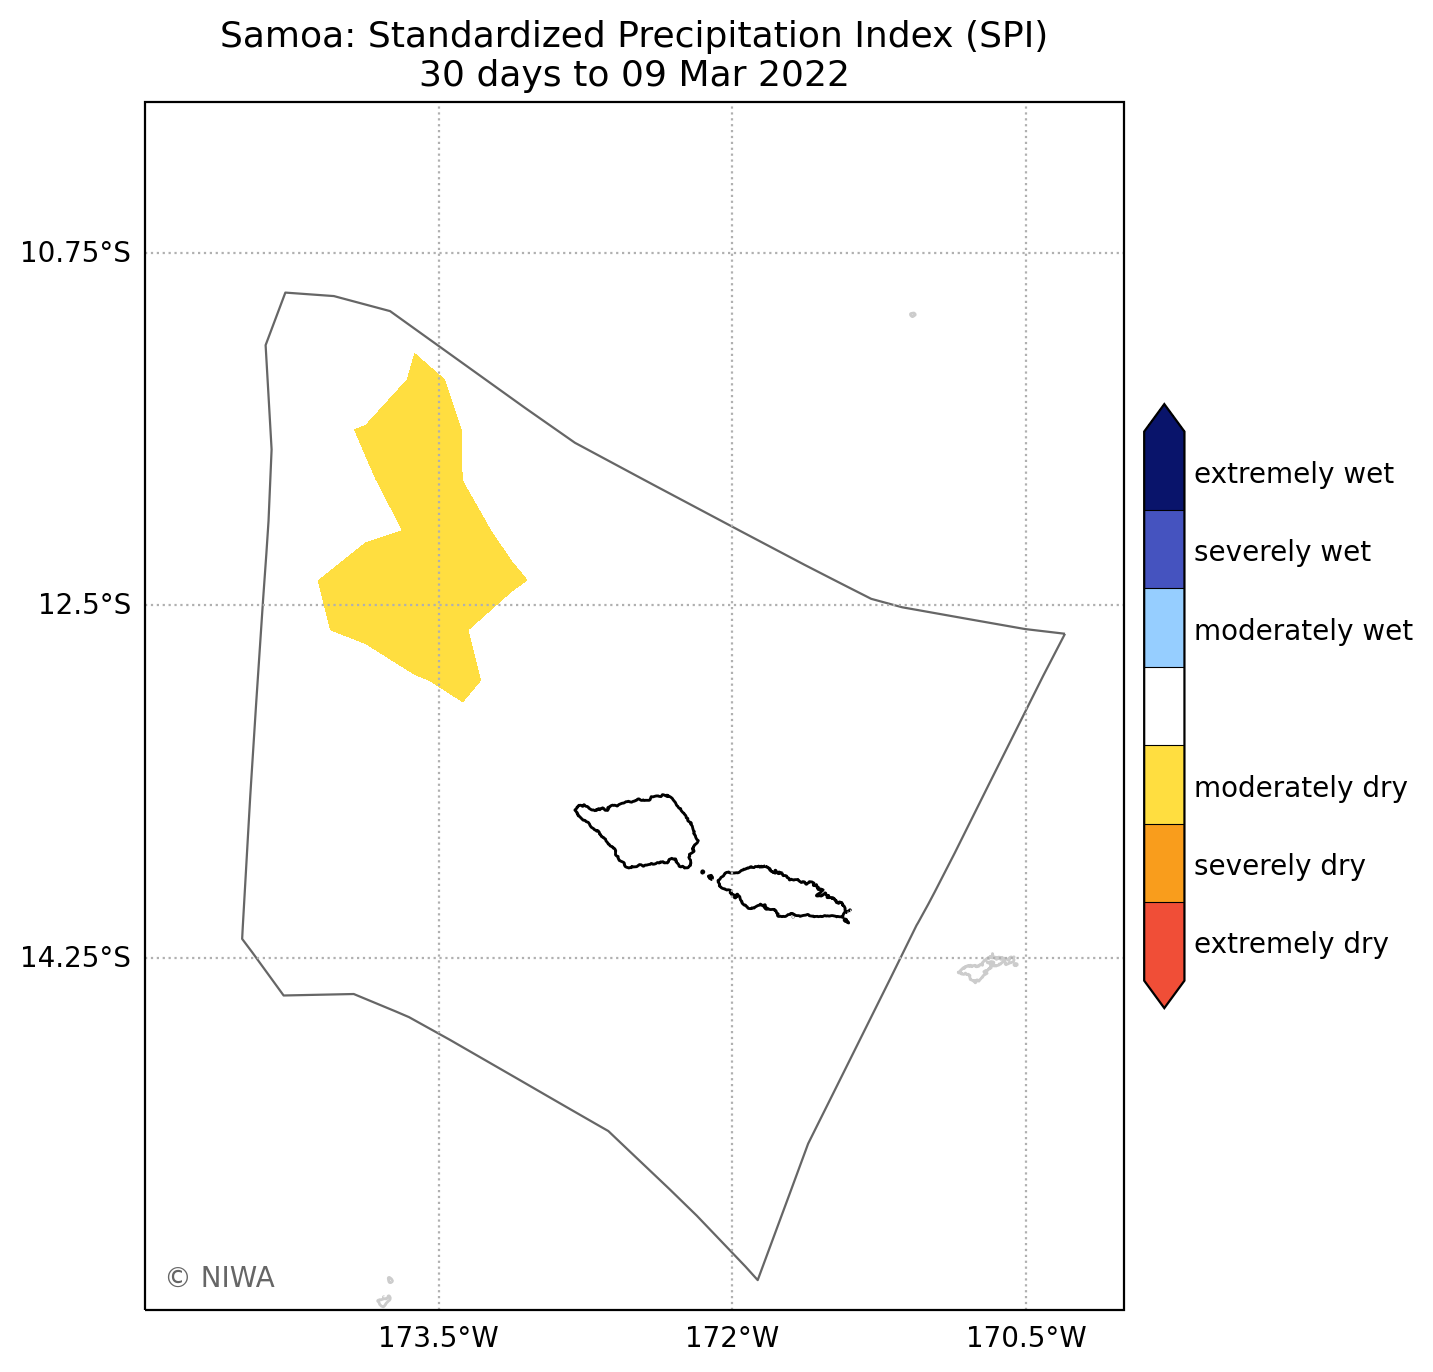 Samoa: Standardized Precipitation Index (SPI)
30 days to 09 Mar 2022
10.75°S
12.5°S
14.25°S
173.5°W
172°W
170.5°W
extremely wet
severely wet
moderately wet
moderately dry
severely dry
extremely dry
© NIWA